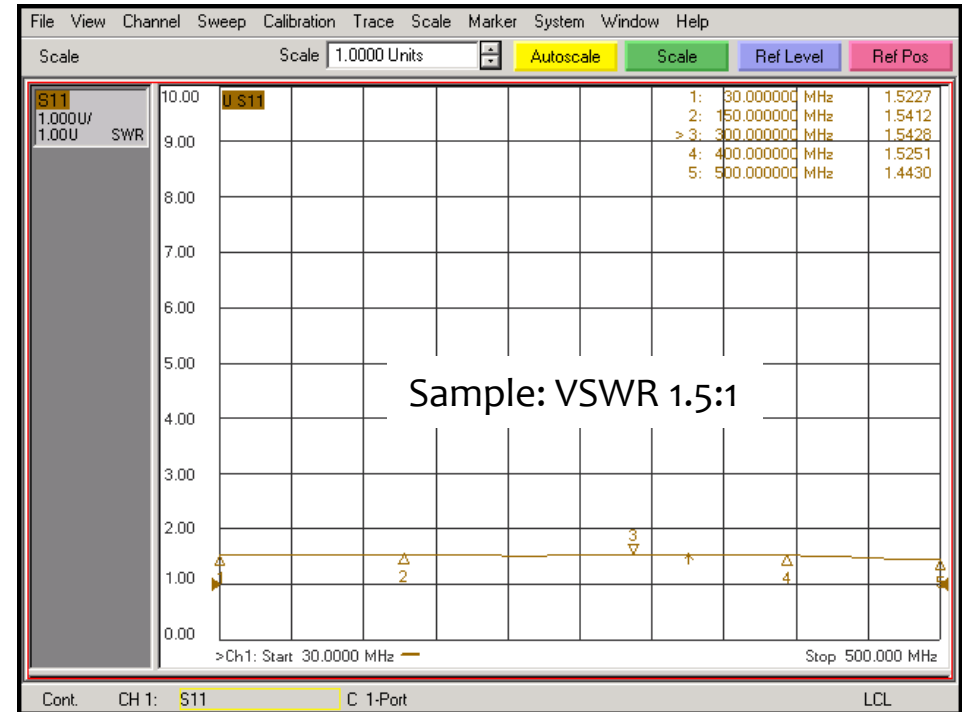 File View Channel Sweep Calibration Trace Scale Marker System Window Help
Scale Scale 1.0000 Units Autoscale Scale Ref Level Ref Pos
S11
1.000U/
1.00U SWR
10.00
9.00
8.00
7.00
6.00
5.00
4.00
3.00
2.00
1.00
0.00
U S11
1: 30.000000 MHz 1.5227
2: 150.000000 MHz 1.5412
> 3: 300.000000 MHz 1.5428
4: 400.000000 MHz 1.5251
5: 500.000000 MHz 1.4430
Sample: VSWR 1.5:1
3
1 2 4 5
>Ch1: Start 30.0000 MHz Stop 500.000 MHz
Cont. CH 1: S11 C 1-Port LCL